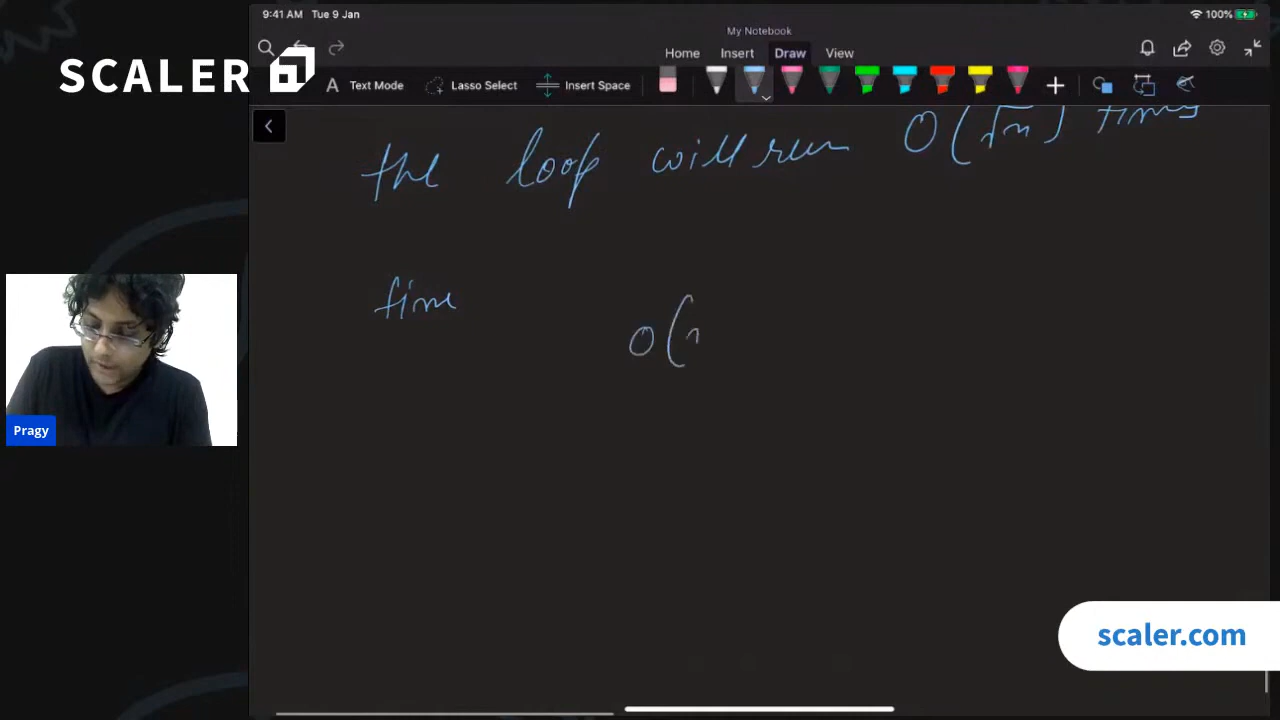 9:41 AM Tue 9 Jan
100%
My Notebook
SCALER
Home Insert Draw View
A Text Mode Lasso Select Insert Space
the loop will run O(√n) times
time O(
Pragy
scaler.com